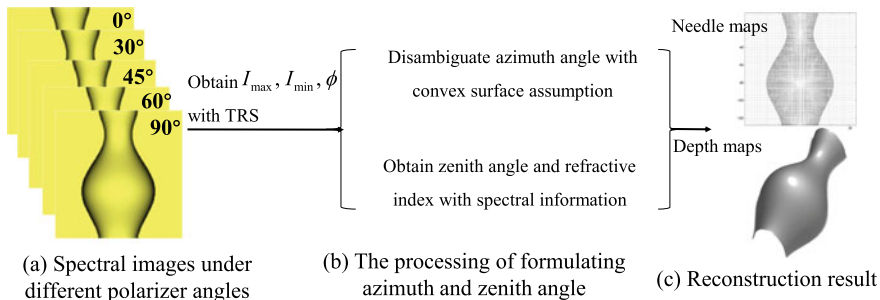 0°
30°
45°
60°
90°
Obtain I_max, I_min, ϕ
with TRS
Disambiguate azimuth angle with
convex surface assumption
Obtain zenith angle and refractive
index with spectral information
Needle maps
Depth maps
(a) Spectral images under
different polarizer angles
(b) The processing of formulating
azimuth and zenith angle
(c) Reconstruction result